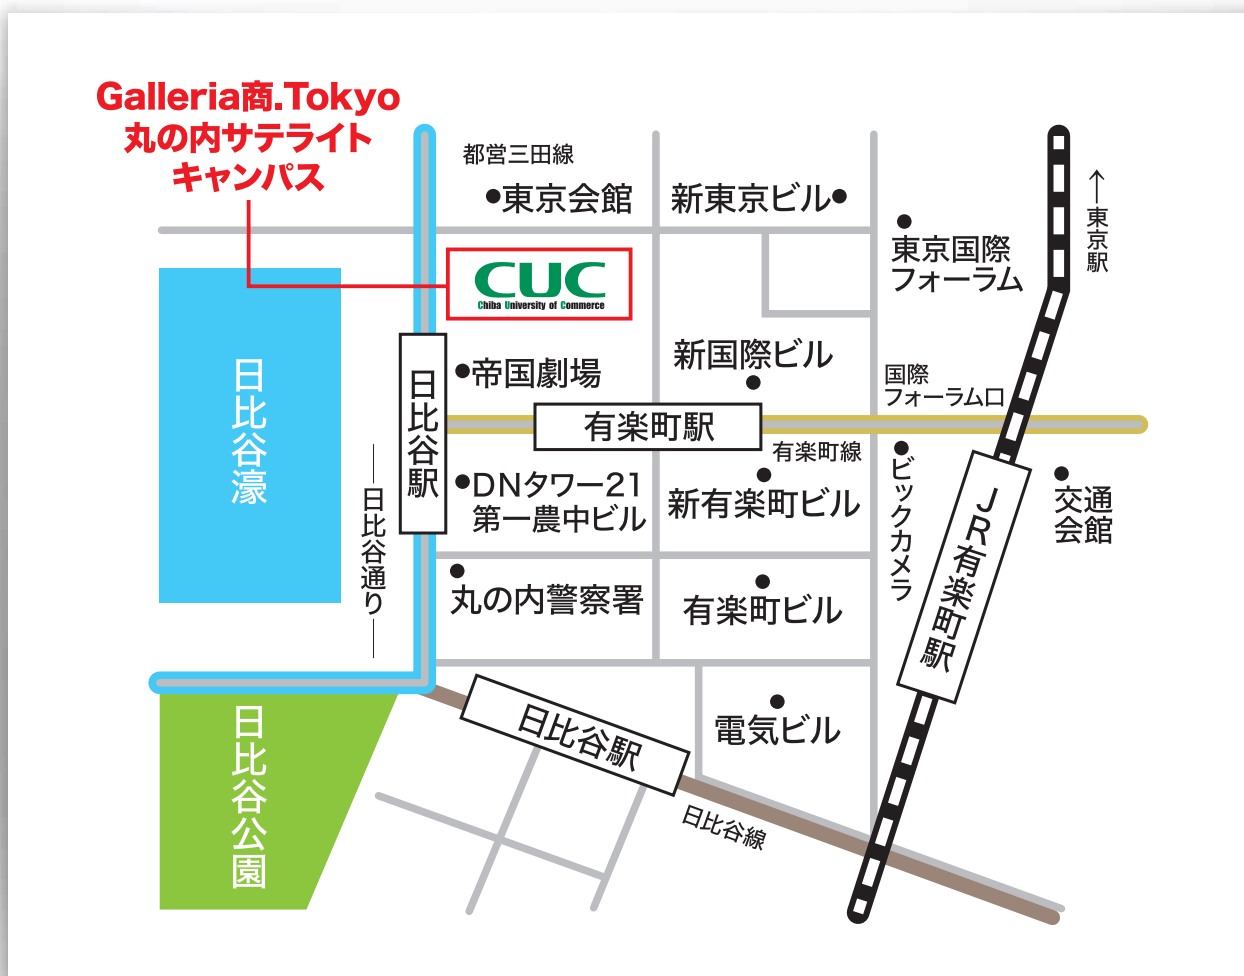 Galleria商.Tokyo
丸の内サテライト
キャンパス
都営三田線
東京会館
新東京ビル
東京国際
フォーラム
←東京駅
CUC
Chiba University of Commerce
日比谷濠
日比谷駅
帝国劇場
新国際ビル
国際
フォーラム口
有楽町駅
有楽町線
日比谷通り
DNタワー21
第一農中ビル
新有楽町ビル
ビックカメラ
JR有楽町駅
交通
会館
丸の内警察署
有楽町ビル
日比谷公園
日比谷駅
電気ビル
日比谷線